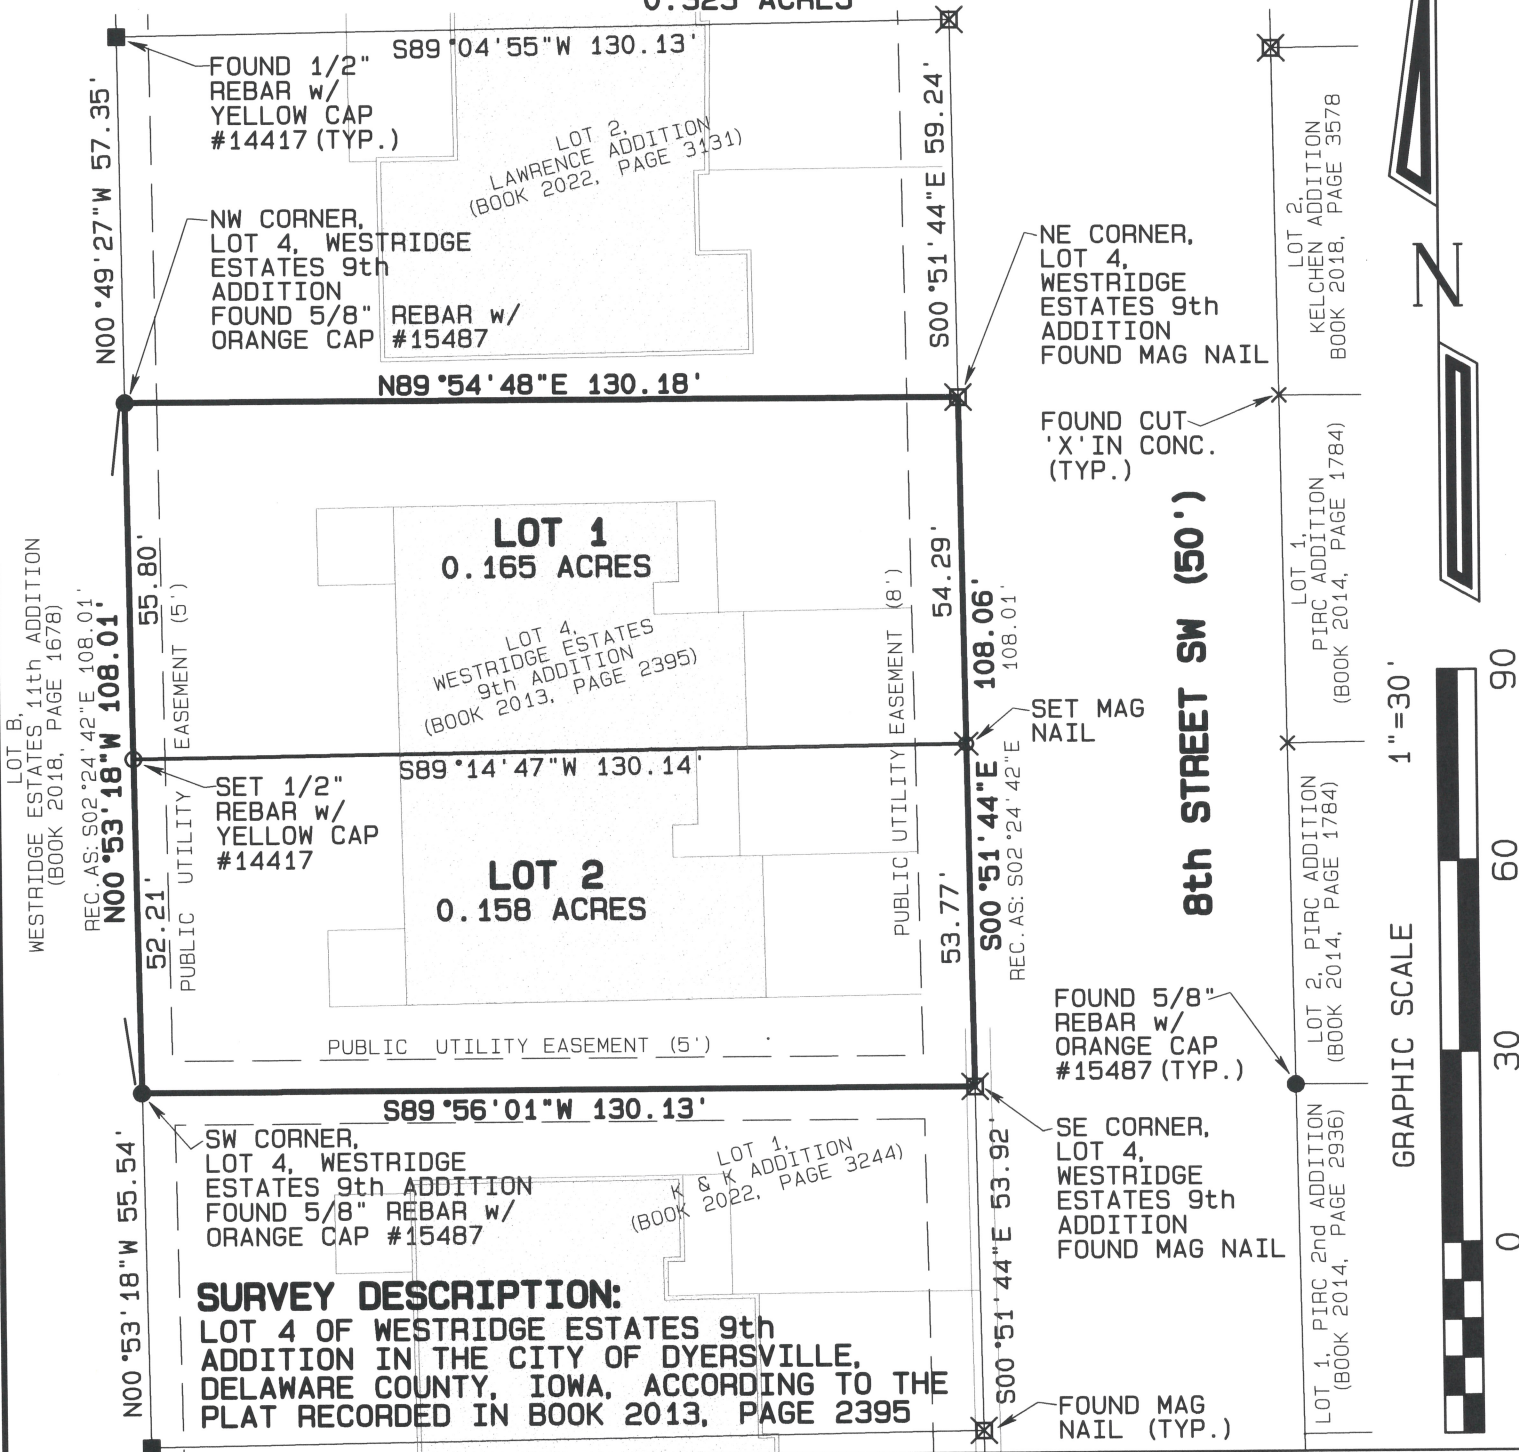 0.323 ACRES
S89°04'55"W 130.13'
FOUND 1/2"
REBAR w/
YELLOW CAP
#14417 (TYP.)
N00°49'27"W 57.35'
LOT 2,
LAWRENCE ADDITION
(BOOK 2022, PAGE 3131)
S00°51'44"E 59.24'
NW CORNER,
LOT 4, WESTRIDGE
ESTATES 9th
ADDITION
FOUND 5/8" REBAR w/
ORANGE CAP #15487
NE CORNER,
LOT 4,
WESTRIDGE
ESTATES 9th
ADDITION
FOUND MAG NAIL
LOT 2,
KELCHEN ADDITION
BOOK 2018, PAGE 3578
N
N89°54'48"E 130.18'
FOUND CUT
'X' IN CONC.
(TYP.)
LOT 1
0.165 ACRES
LOT 4,
WESTRIDGE ESTATES
9th ADDITION
(BOOK 2013, PAGE 2395)
55.80'
PUBLIC UTILITY EASEMENT (5')
LOT B,
WESTRIDGE ESTATES 11th ADDITION
(BOOK 2018, PAGE 1678)
REC. AS: S02°24'42"E 108.01'
N00°53'18"W 108.01'
54.29'
PUBLIC UTILITY EASEMENT (8')
S00°51'44"E 108.06'
REC. AS: S02°24'42"E 108.01'
8th STREET SW (50')
LOT 1,
PIRC ADDITION
(BOOK 2014, PAGE 1784)
SET MAG
NAIL
S89°14'47"W 130.14'
SET 1/2"
REBAR w/
YELLOW CAP
#14417
LOT 2
0.158 ACRES
52.21'
53.77'
LOT 2, PIRC ADDITION
(BOOK 2014, PAGE 1784)
FOUND 5/8"
REBAR w/
ORANGE CAP
#15487 (TYP.)
PUBLIC UTILITY EASEMENT (5')
S89°56'01"W 130.13'
SW CORNER,
LOT 4, WESTRIDGE
ESTATES 9th ADDITION
FOUND 5/8" REBAR w/
ORANGE CAP #15487
N00°53'18"W 55.54'
LOT 1,
K & K ADDITION
(BOOK 2022, PAGE 3244)
S00°51'44"E 53.92'
SE CORNER,
LOT 4,
WESTRIDGE
ESTATES 9th
ADDITION
FOUND MAG NAIL
LOT 1, PIRC 2nd ADDITION
(BOOK 2014, PAGE 2936)
FOUND MAG
NAIL (TYP.)
GRAPHIC SCALE 1"=30'
0 30 60 90
SURVEY DESCRIPTION:
LOT 4 OF WESTRIDGE ESTATES 9th
ADDITION IN THE CITY OF DYERSVILLE,
DELAWARE COUNTY, IOWA, ACCORDING TO THE
PLAT RECORDED IN BOOK 2013, PAGE 2395